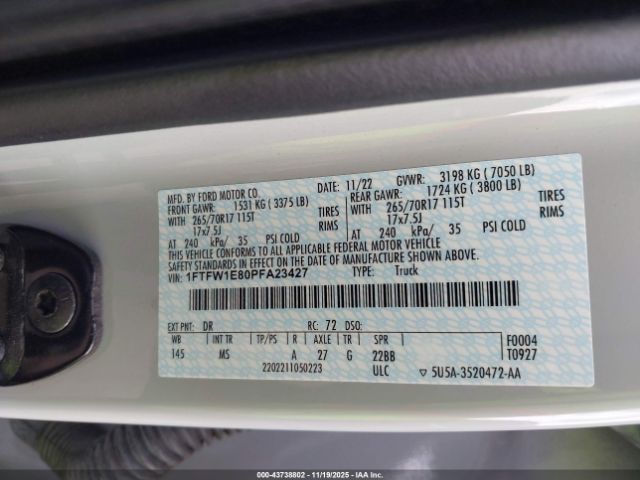 MFD. BY FORD MOTOR CO.
DATE: 11/22 GVWR: 3198 KG ( 7050 LB)
FRONT GAWR: 1531 KG ( 3375 LB)
REAR GAWR: 1724 KG ( 3800 LB)
WITH 265/70R17 115T TIRES
WITH 265/70R17 115T TIRES
17x7.5J RIMS
17x7.5J RIMS
AT 240 kPa/ 35 PSI COLD
AT 240 kPa/ 35 PSI COLD
THIS VEHICLE CONFORMS TO ALL APPLICABLE FEDERAL MOTOR VEHICLE
SAFETY STANDARDS IN EFFECT ON THE DATE OF MANUFACTURE SHOWN ABOVE.
VIN: 1FTFW1E80PFA23427 TYPE: Truck
EXT PNT: DR RC: 72 DSO:
WB INT TR TP/PS R AXLE TR SPR F0004
145 MS A 27 G 22BB T0927
2202211050223 ULC ▽ 5U5A-3520472-AA
000-43738802 - 11/19/2025 - IAA, Inc.